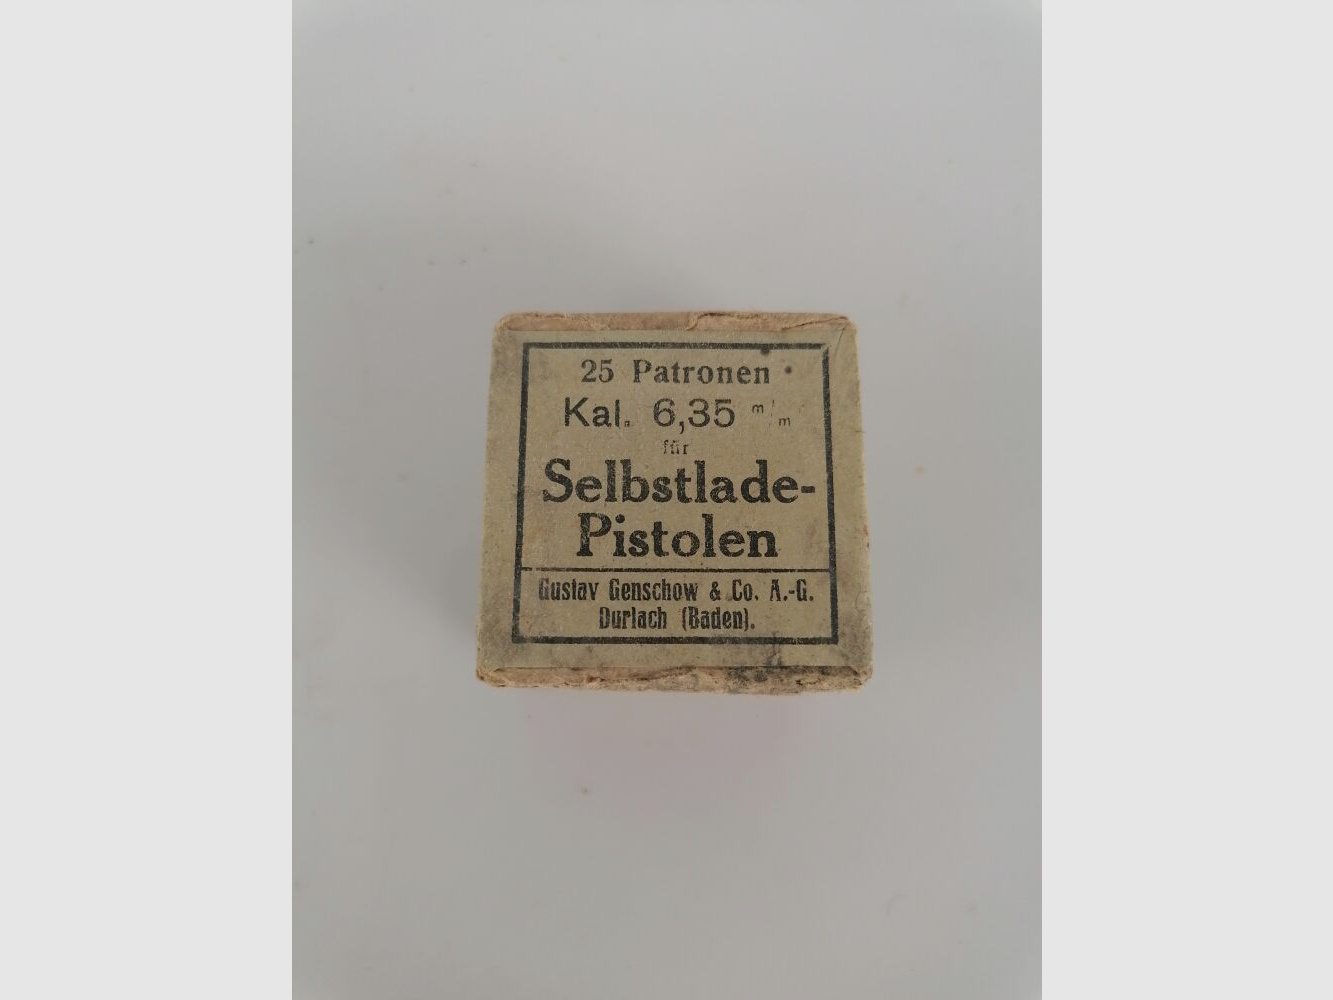 25 Patronen
Kal. 6,35 m/m
für
Selbstlade-
Pistolen
Gustav Genschow & Co. A.-G.
Durlach (Baden).